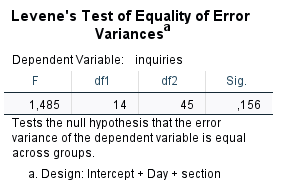 Levene's Test of Equality of Error
Variancesa
Dependent Variable: inquiries
F df1 df2 Sig.
1,485 14 45 ,156
Tests the null hypothesis that the error
variance of the dependent variable is equal
across groups.
a. Design: Intercept + Day + section